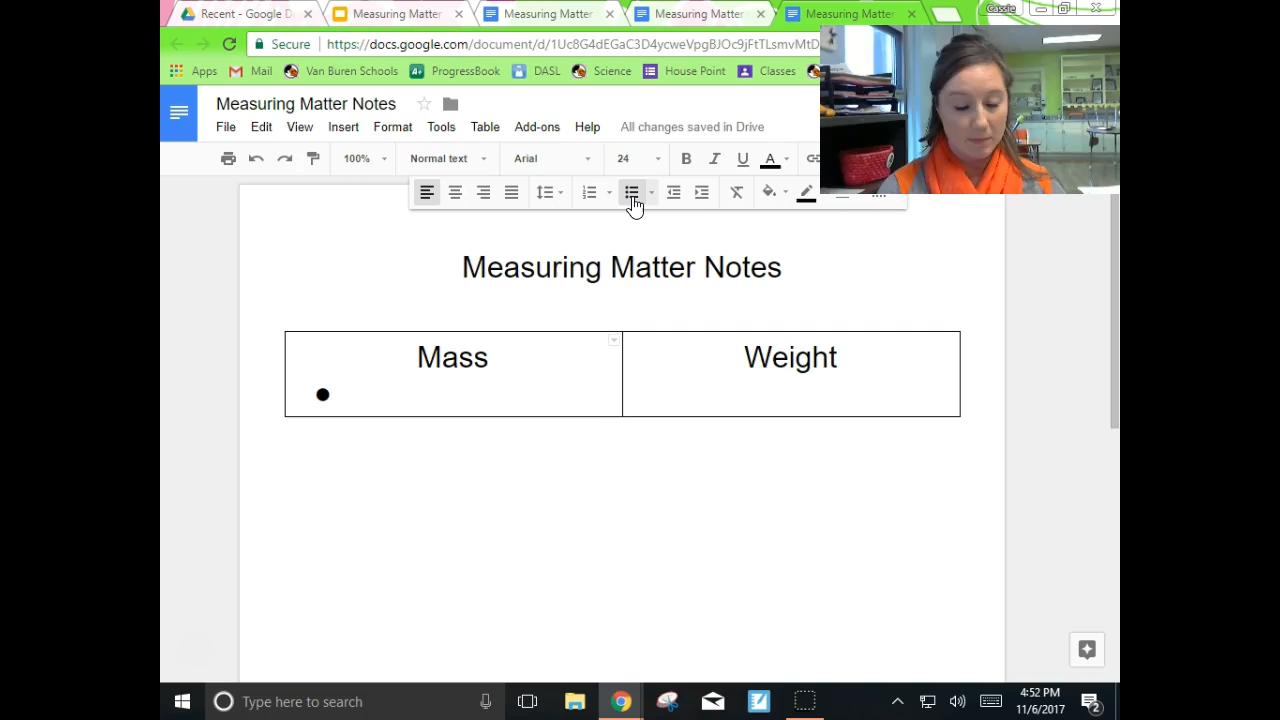 Recent - Google D
Measuring Matter
Measuring Matter
Measuring Matter
Measuring Matter
Cassie
Secure
https://docs.google.com/document/d/1Uc8G4dEGaC3D4ycweVpgBJOc9jFtTLsmvMtD
Apps
Mail
Van Buren Schools
A+
ProgressBook
DASL
Science
House Point
Classes
Measuring Matter Notes
File Edit View Insert Format Tools Table Add-ons Help All changes saved in Drive
100% Normal text Arial 24 B I U A
Measuring Matter Notes
Mass
Weight
Type here to search
4:52 PM
11/6/2017
2